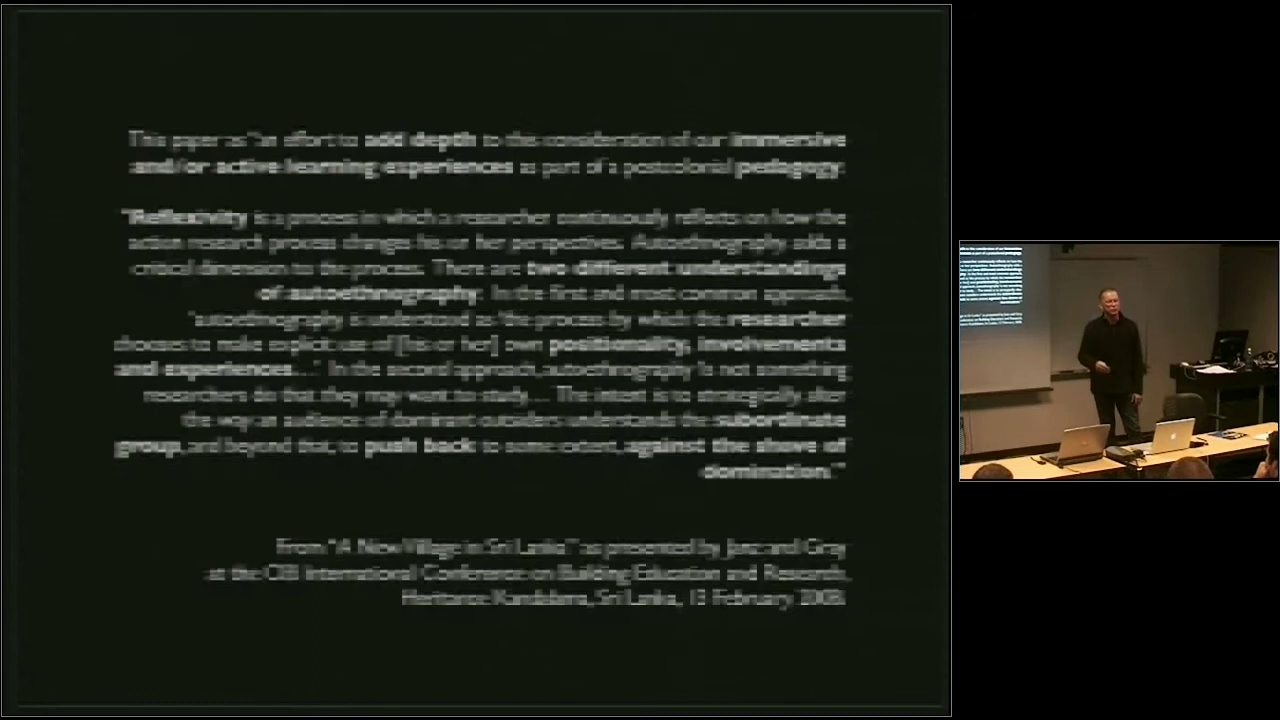 The paper is "an effort to add depth to the consideration of our immersive
and/or active learning experiences as part of a postcolonial pedagogy.
"Reflexivity is a process in which a researcher continuously reflects on how the
action research process changes his or her perspectives. Autoethnography adds a
critical dimension to the process. There are two different understandings
of autoethnography. In the first and most common approach,
'autoethnography is understood as 'the process by which the researcher
chooses to make explicit use of [[his or her] own positionality, involvements
and experiences In the second approach, autoethnography is not something
researchers do that they may want to study... The intent is to strategically alter
the audience of dominant outsiders the subordinate
group, and beyond this, to push back to some extent, against the of
domination."
From "A New Village in Sri Lanka" as presented by and Gray
at the CIB International Conference on Building Education and Research,
Heritance Kandalama, Sri Lanka, 13 February 2008